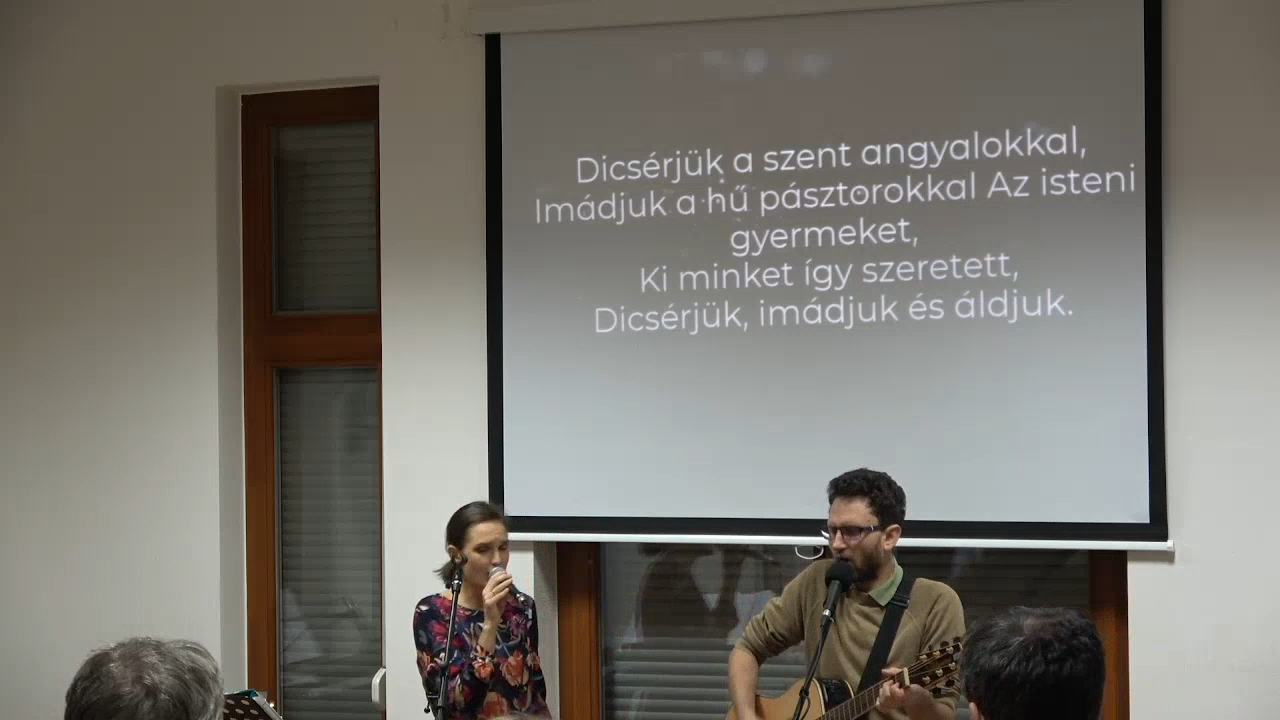 Dicsérjük a szent angyalokkal,
Imádjuk a hű pásztorokkal Az isteni
gyermeket,
Ki minket így szeretett,
Dicsérjük, imádjuk és áldjuk.